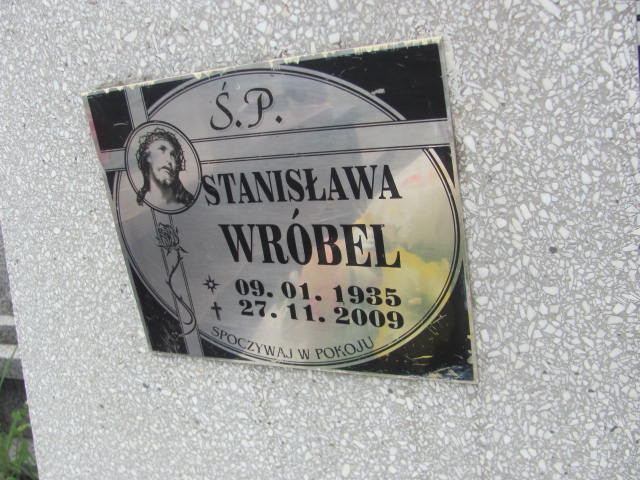 Ś.P.
STANISŁAWA
WRÓBEL
09. 01. 1935
27. 11. 2009
SPOCZYWAJ W POKOJU